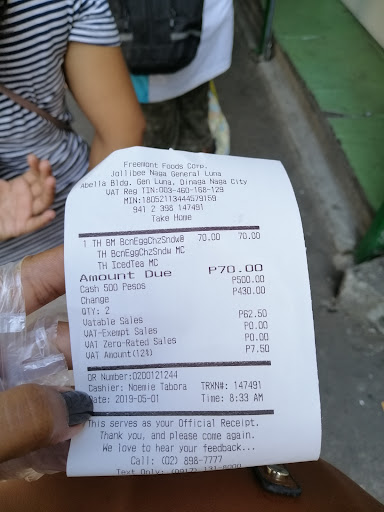 Freemont Foods Corp.
Jollibee Naga General Luna
Abella Bldg. Gen Luna, Dinaga Naga City
VAT Reg TIN:003-460-168-129
MIN:18052113444579159
941 2 398 147491
Take Home
1 TH BM BcnEggChzSndw@ 70.00 70.00
TH BcnEggChzSndw MC
TH IcedTea MC
Amount Due P70.00
Cash 500 Pesos P500.00
Change P430.00
QTY: 2
Vatable Sales P62.50
VAT-Exempt Sales P0.00
VAT Zero-Rated Sales P0.00
VAT Amount(12%) P7.50
OR Number:0200121244
Cashier: Noemie Tabora TRXN#: 147491
Date: 2019-05-01 Time: 8:33 AM
This serves as your Official Receipt.
Thank you, and please come again.
We love to hear your feedback...
Call: (02) 898-7777
Text Only: (0917)